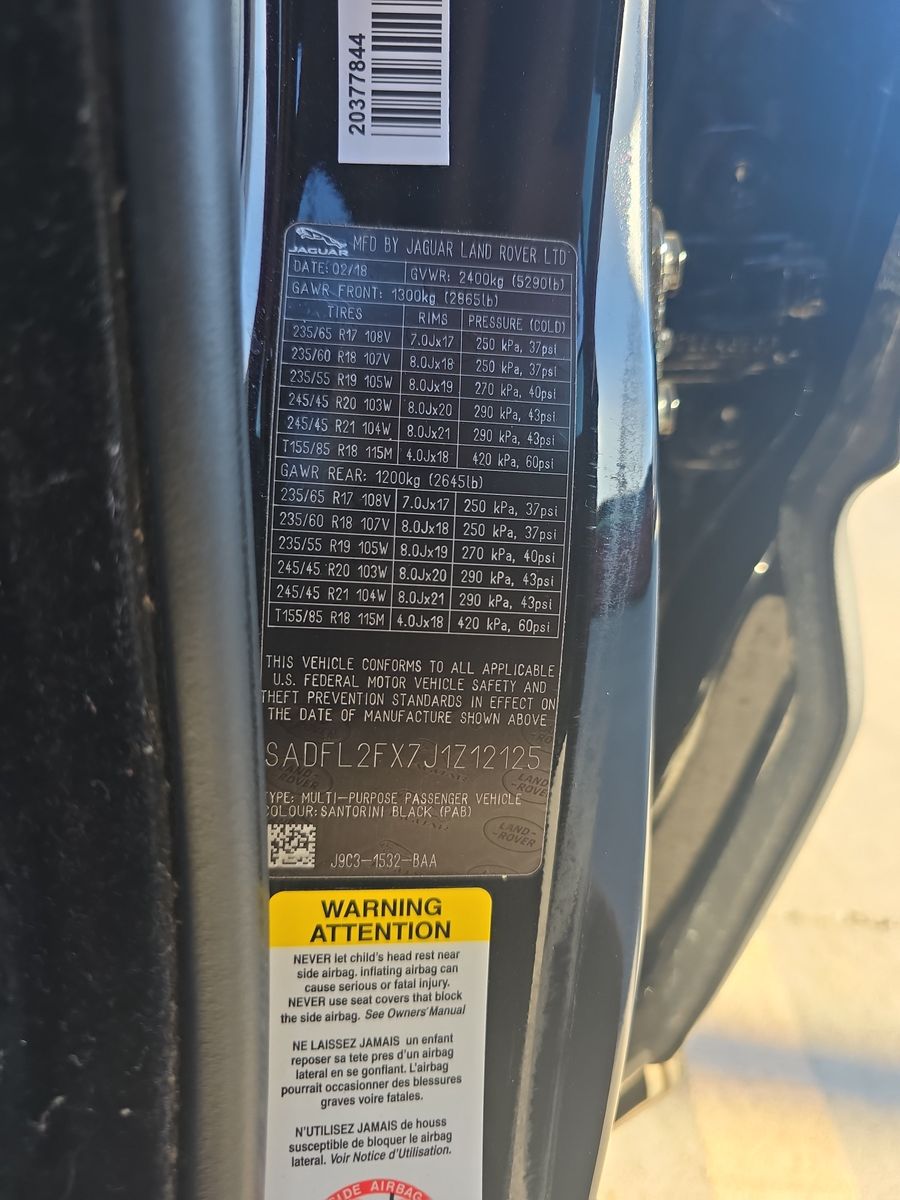 20377844
JAGUAR MFD BY JAGUAR LAND ROVER LTD
DATE: 02/18 GVWR: 2400kg (5290lb)
GAWR FRONT: 1300kg (2865lb)
TIRES RIMS PRESSURE (COLD)
235/65 R17 108V 7.0Jx17 250 kPa, 37psi
235/60 R18 107V 8.0Jx18 250 kPa, 37psi
235/55 R19 105W 8.0Jx19 270 kPa, 40psi
245/45 R20 103W 8.0Jx20 290 kPa, 43psi
245/45 R21 104W 8.0Jx21 290 kPa, 43psi
T155/85 R18 115M 4.0Jx18 420 kPa, 60psi
GAWR REAR: 1200kg (2645lb)
235/65 R17 108V 7.0Jx17 250 kPa, 37psi
235/60 R18 107V 8.0Jx18 250 kPa, 37psi
235/55 R19 105W 8.0Jx19 270 kPa, 40psi
245/45 R20 103W 8.0Jx20 290 kPa, 43psi
245/45 R21 104W 8.0Jx21 290 kPa, 43psi
T155/85 R18 115M 4.0Jx18 420 kPa, 60psi
THIS VEHICLE CONFORMS TO ALL APPLICABLE
U.S. FEDERAL MOTOR VEHICLE SAFETY AND
THEFT PREVENTION STANDARDS IN EFFECT ON
THE DATE OF MANUFACTURE SHOWN ABOVE
SADFL2FX7J1Z12125
TYPE: MULTI-PURPOSE PASSENGER VEHICLE
COLOUR:SANTORINI BLACK (PAB)
LAND-ROVER
J9C3-1532-BAA
WARNING
ATTENTION
NEVER let child's head rest near
side airbag. inflating airbag can
cause serious or fatal injury.
NEVER use seat covers that block
the side airbag. See Owners' Manual
NE LAISSEZ JAMAIS un enfant
reposer sa tete pres d'un airbag
lateral en se gonflant. L'airbag
pourrait occasionner des blessures
graves voire fatales.
N'UTILISEZ JAMAIS de housse
susceptible de bloquer le airbag
lateral. Voir Notice d'Utilisation.
SIDE AIRBAG